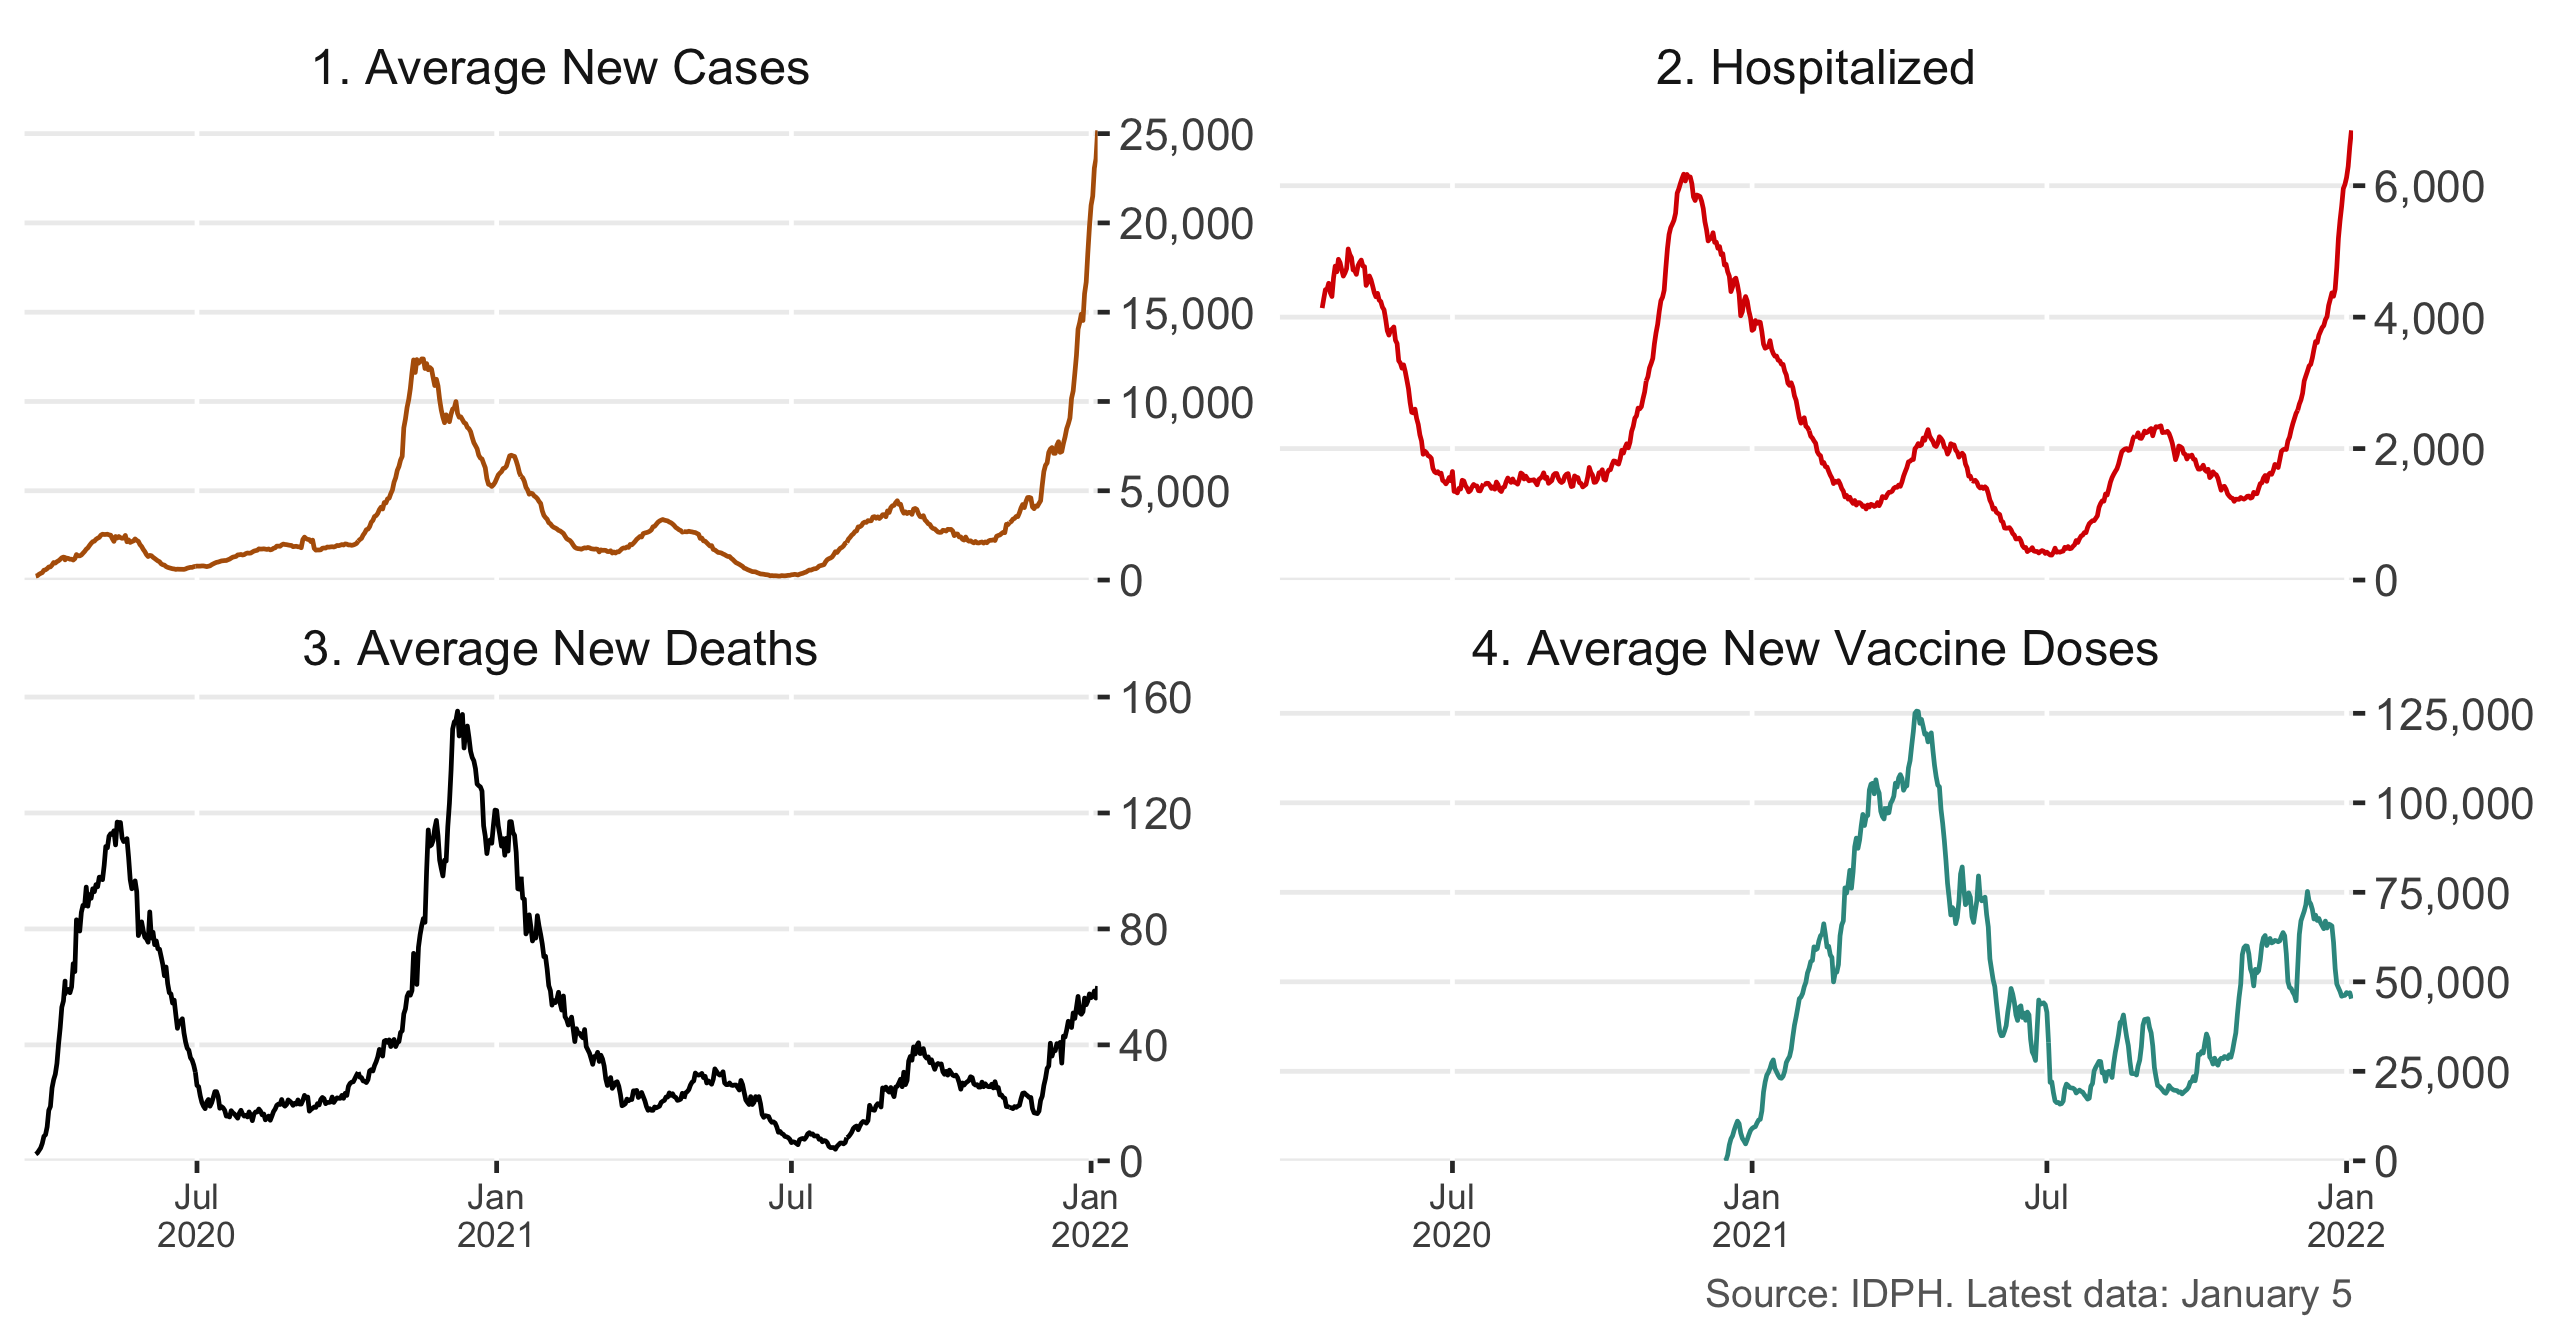 1. Average New Cases
25,000
20,000
15,000
10,000
5,000
0
2. Hospitalized
6,000
4,000
2,000
0
3. Average New Deaths
160
120
80
40
0
Jul
2020
Jan
2021
Jul
Jan
2022
4. Average New Vaccine Doses
125,000
100,000
75,000
50,000
25,000
0
Jul
2020
Jan
2021
Jul
Jan
2022
Source: IDPH. Latest data: January 5